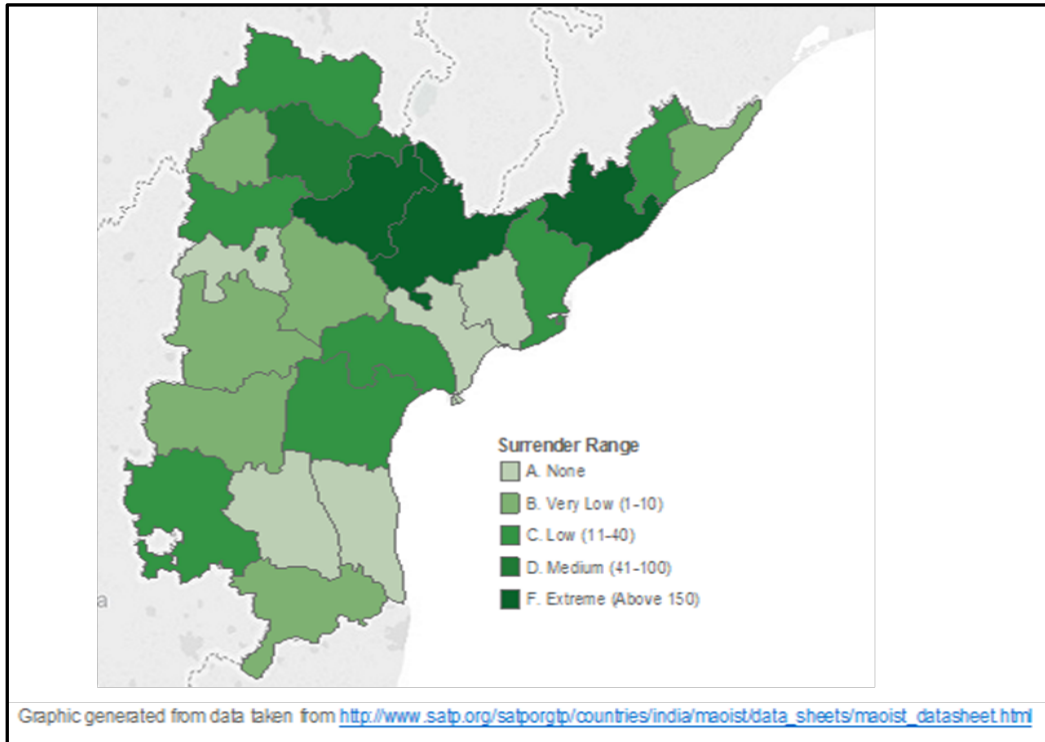 a
Surrender Range
A. None
B. Very Low (1-10)
C. Low (11-40)
D. Medium (41-100)
F. Extreme (Above 150)
Graphic generated from data taken from http://www.satp.org/satporgtp/countries/india/maoist/data_sheets/maoist_datasheet.html